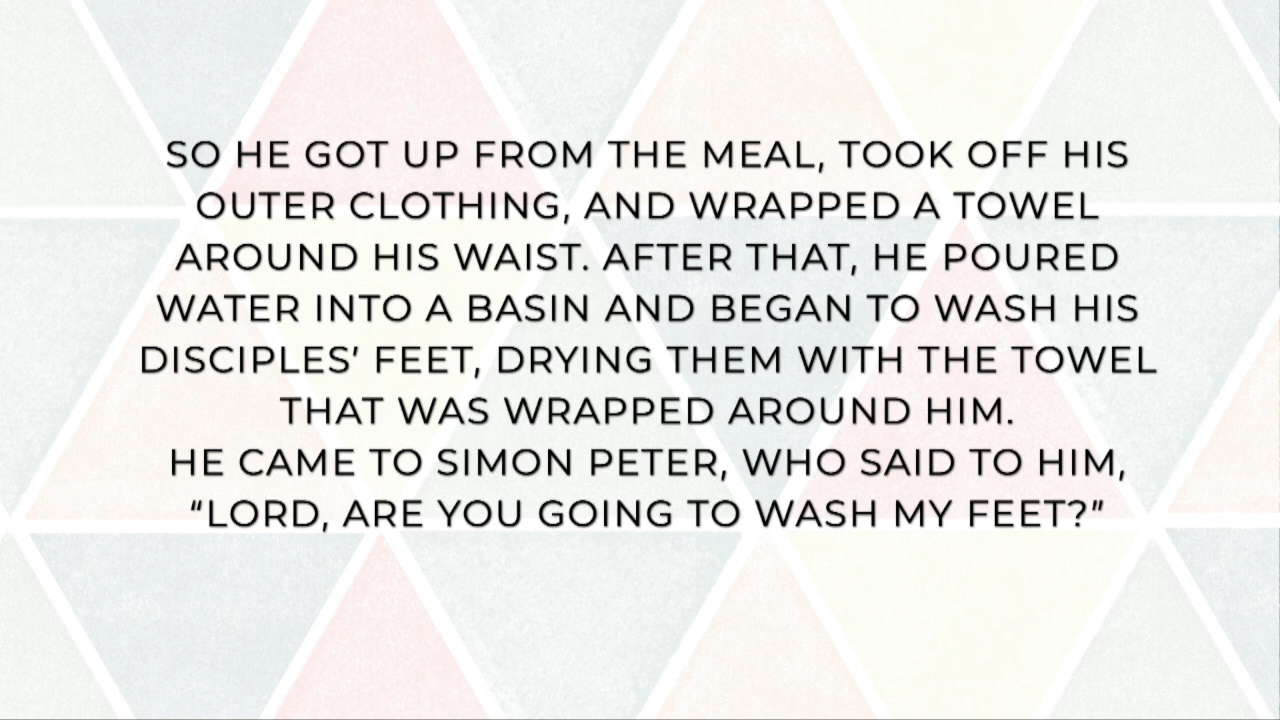 SO HE GOT UP FROM THE MEAL, TOOK OFF HIS
OUTER CLOTHING, AND WRAPPED A TOWEL
AROUND HIS WAIST. AFTER THAT, HE POURED
WATER INTO A BASIN AND BEGAN TO WASH HIS
DISCIPLES’ FEET, DRYING THEM WITH THE TOWEL
THAT WAS WRAPPED AROUND HIM.
HE CAME TO SIMON PETER, WHO SAID TO HIM,
“LORD, ARE YOU GOING TO WASH MY FEET?”